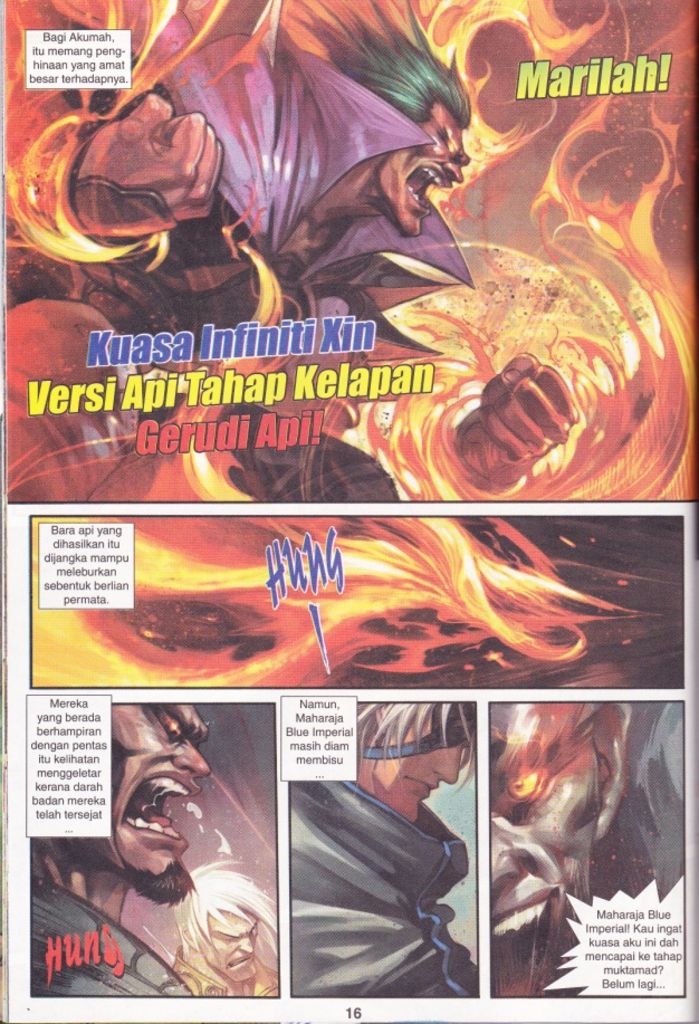 Bagi Akumah,
itu memang peng-
hinaan yang amat
besar terhadapnya.
Marilah!
Kuasa Infiniti Xin
Versi Api Tahap Kelapan
Gerudi Api!
Bara api yang
dihasilkan itu
dijangka mampu
meleburkan
sebentuk berlian
permata.
HUNG!
Mereka
yang berada
berhampiran
dengan pentas
itu kelihatan
menggeletar
kerana darah
badan mereka
telah tersejat
...
HUNG
Namun,
Maharaja
Blue Imperial
masih diam
membisu
...
Maharaja Blue
Imperial! Kau ingat
kuasa aku ini dah
mencapai ke tahap
muktamad?
Belum lagi...
16